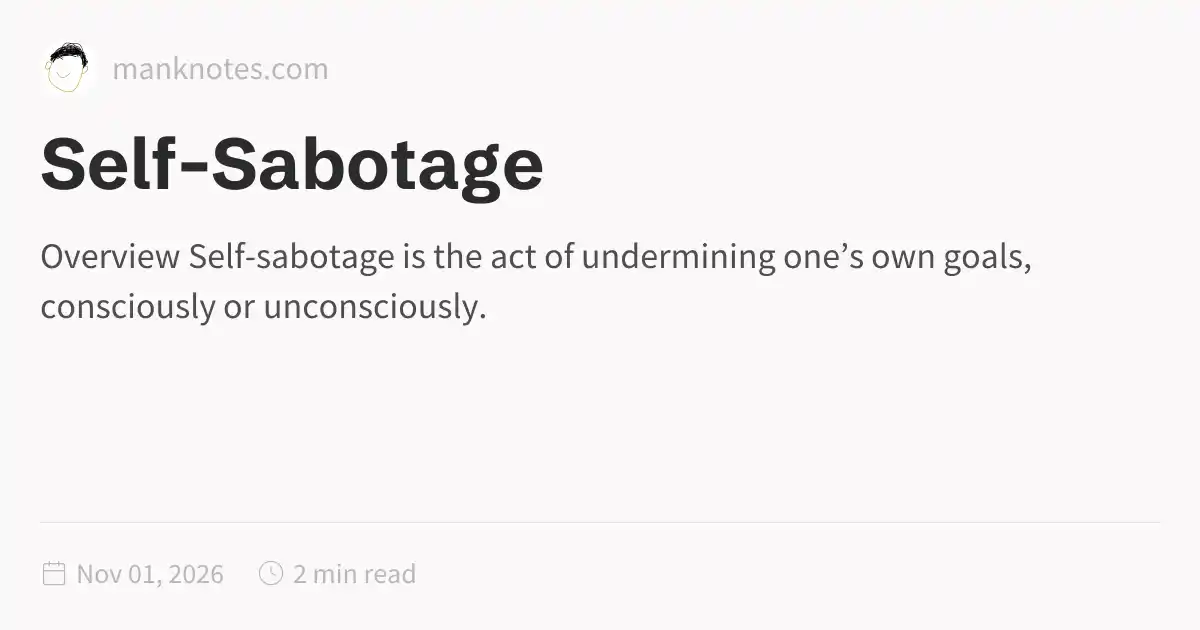 manknotes.com
Self-Sabotage
Overview Self-sabotage is the act of undermining one’s own goals,
consciously or unconsciously.
Nov 01, 2026
2 min read